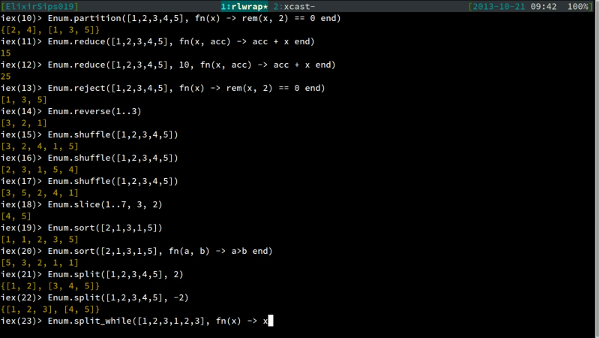 [ElixirSips019] 1:rlwrap* 2:xcast- [2013-10-21 09:42 100%]
iex(10)> Enum.partition([1,2,3,4,5], fn(x) -> rem(x, 2) == 0 end)
{[2, 4], [1, 3, 5]}
iex(11)> Enum.reduce([1,2,3,4,5], fn(x, acc) -> acc + x end)
15
iex(12)> Enum.reduce([1,2,3,4,5], 10, fn(x, acc) -> acc + x end)
25
iex(13)> Enum.reject([1,2,3,4,5], fn(x) -> rem(x, 2) == 0 end)
[1, 3, 5]
iex(14)> Enum.reverse(1..3)
[3, 2, 1]
iex(15)> Enum.shuffle([1,2,3,4,5])
[3, 2, 4, 1, 5]
iex(16)> Enum.shuffle([1,2,3,4,5])
[2, 3, 1, 5, 4]
iex(17)> Enum.shuffle([1,2,3,4,5])
[3, 5, 2, 4, 1]
iex(18)> Enum.slice(1..7, 3, 2)
[4, 5]
iex(19)> Enum.sort([2,1,3,1,5])
[1, 1, 2, 3, 5]
iex(20)> Enum.sort([2,1,3,1,5], fn(a, b) -> a>b end)
[5, 3, 2, 1, 1]
iex(21)> Enum.split([1,2,3,4,5], 2)
{[1, 2], [3, 4, 5]}
iex(22)> Enum.split([1,2,3,4,5], -2)
{[1, 2, 3], [4, 5]}
iex(23)> Enum.split_while([1,2,3,1,2,3], fn(x) -> x